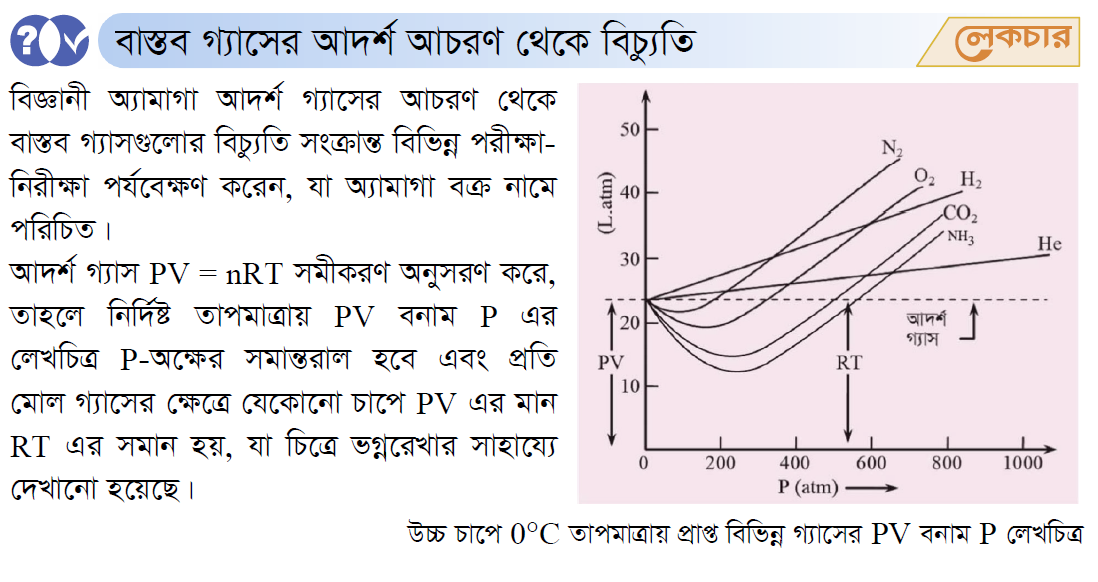 ?
বাস্তব গ্যাসের আদর্শ আচরণ থেকে বিচ্যুতি
লেকচার
বিজ্ঞানী অ্যামাগা আদর্শ গ্যাসের আচরণ থেকে
বাস্তব গ্যাসগুলোর বিচ্যুতি সংক্রান্ত বিভিন্ন পরীক্ষা-
নিরীক্ষা পর্যবেক্ষণ করেন, যা অ্যামাগা বক্র নামে
পরিচিত।
আদর্শ গ্যাস PV = nRT সমীকরণ অনুসরণ করে,
তাহলে নির্দিষ্ট তাপমাত্রায় PV বনাম P এর
লেখচিত্র P-অক্ষের সমান্তরাল হবে এবং প্রতি
মোল গ্যাসের ক্ষেত্রে যেকোনো চাপে PV এর মান
RT এর সমান হয়, যা চিত্রে ভগ্নরেখার সাহায্যে
দেখানো হয়েছে।
50
40
30
20
10
(L.atm)
PV
N₂
O₂
H₂
CO₂
NH₃
He
আদর্শ
গ্যাস
RT
0 200 400 600 800 1000
P (atm)
উচ্চ চাপে 0°C তাপমাত্রায় প্রাপ্ত বিভিন্ন গ্যাসের PV বনাম P লেখচিত্র